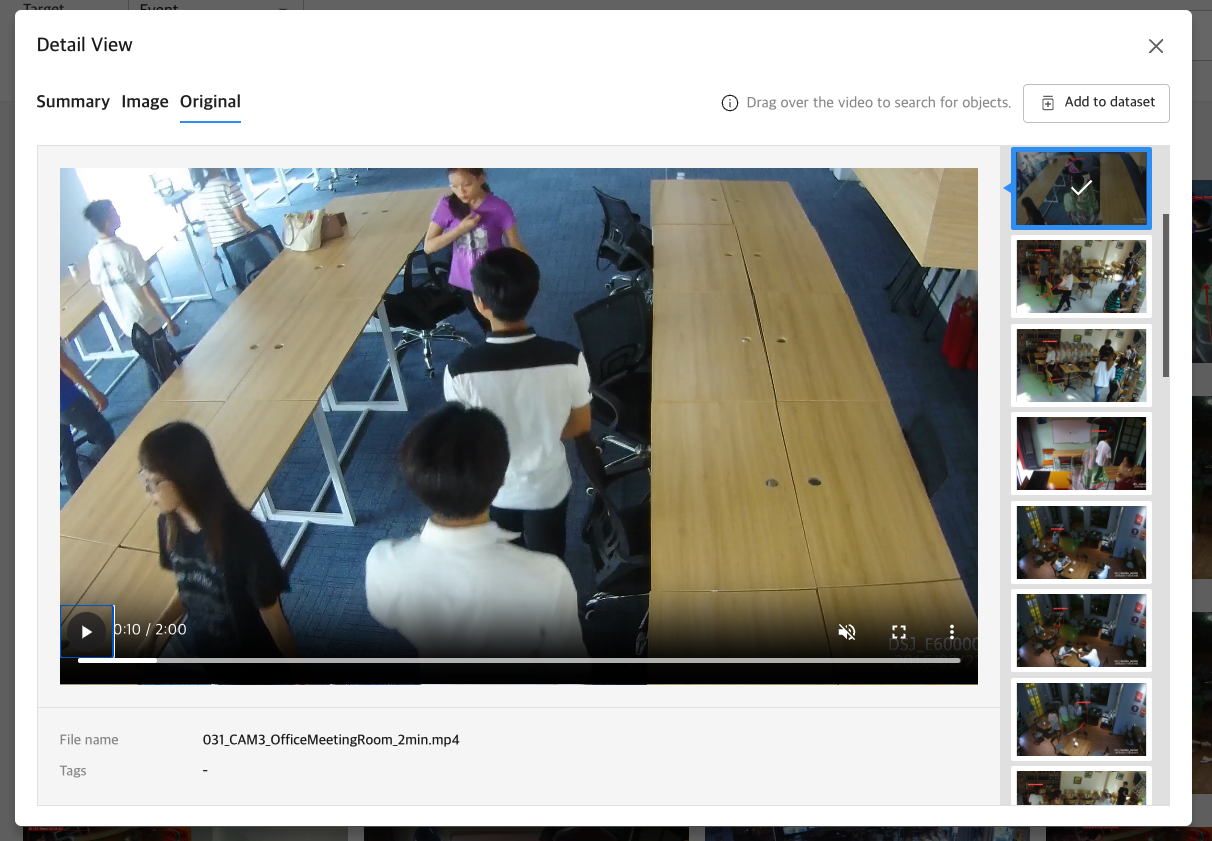 Target
Event
Detail View
Summary
Image
Original
Drag over the video to search for objects.
Add to dataset
0:10 / 2:00
File name
031_CAM3_OfficeMeetingRoom_2min.mp4
Tags
-